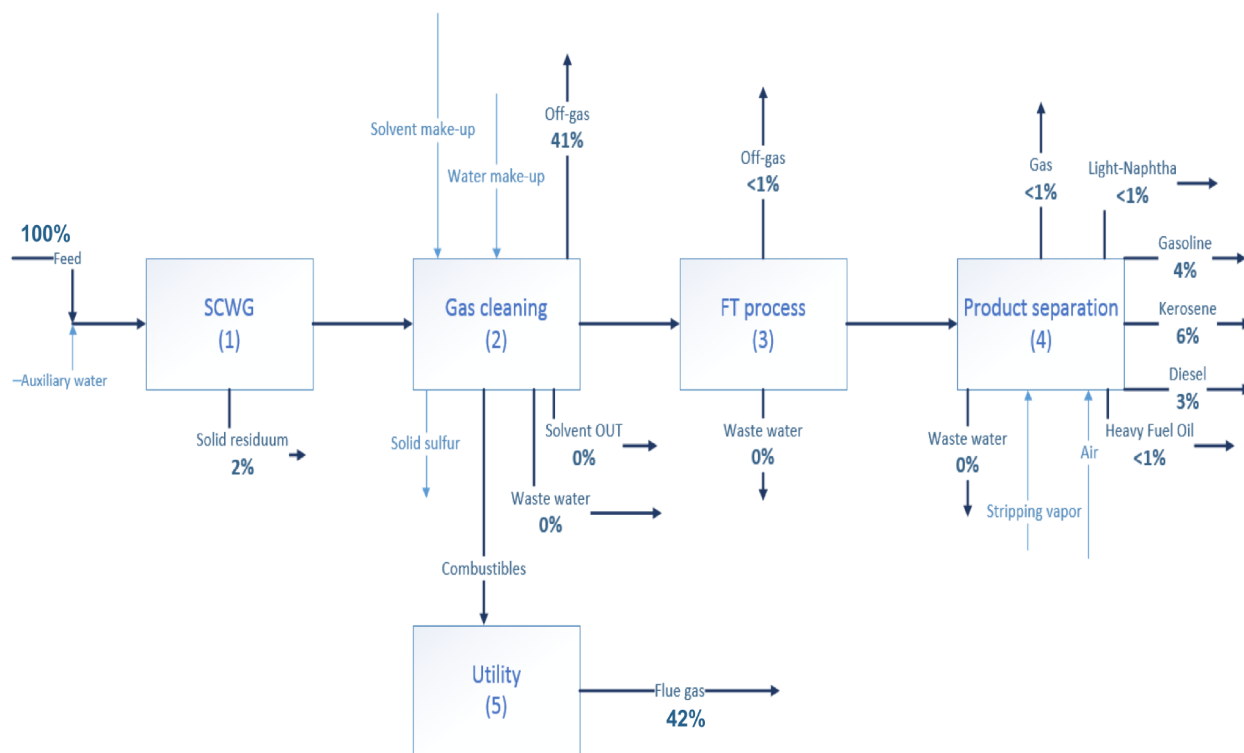 Solvent make-up
Water make-up
Off-gas
41%
Off-gas
<1%
Gas
<1%
Light-Naphtha
<1%
100%
Feed
Gasoline
4%
SCWG
(1)
Gas cleaning
(2)
FT process
(3)
Product separation
(4)
Kerosene
6%
–Auxiliary water
Diesel
3%
Solid residuum
2%
Solid sulfur
Solvent OUT
0%
Waste water
0%
Waste water
0%
Waste water
0%
Stripping vapor
Air
Heavy Fuel Oil
<1%
Combustibles
Utility
(5)
Flue gas
42%